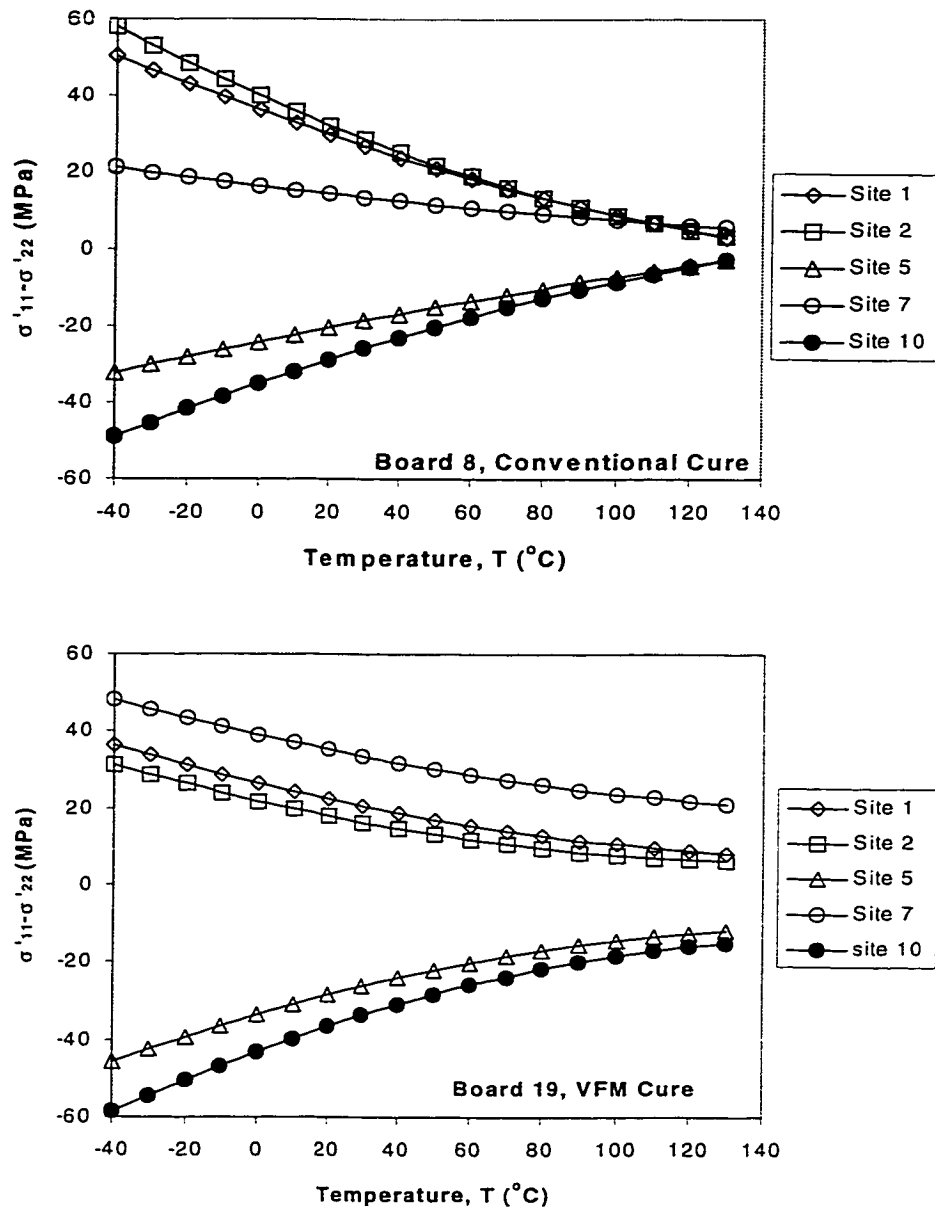 60
40
20
0
-20
-40
-60
σ'11-σ'22 (MPa)
Board 8, Conventional Cure
-40 -20 0 20 40 60 80 100 120 140
Temperature, T (°C)
Site 1
Site 2
Site 5
Site 7
Site 10
60
40
20
0
-20
-40
-60
σ'11-σ'22 (MPa)
Board 19, VFM Cure
-40 -20 0 20 40 60 80 100 120 140
Temperature, T (°C)
Site 1
Site 2
Site 5
Site 7
site 10